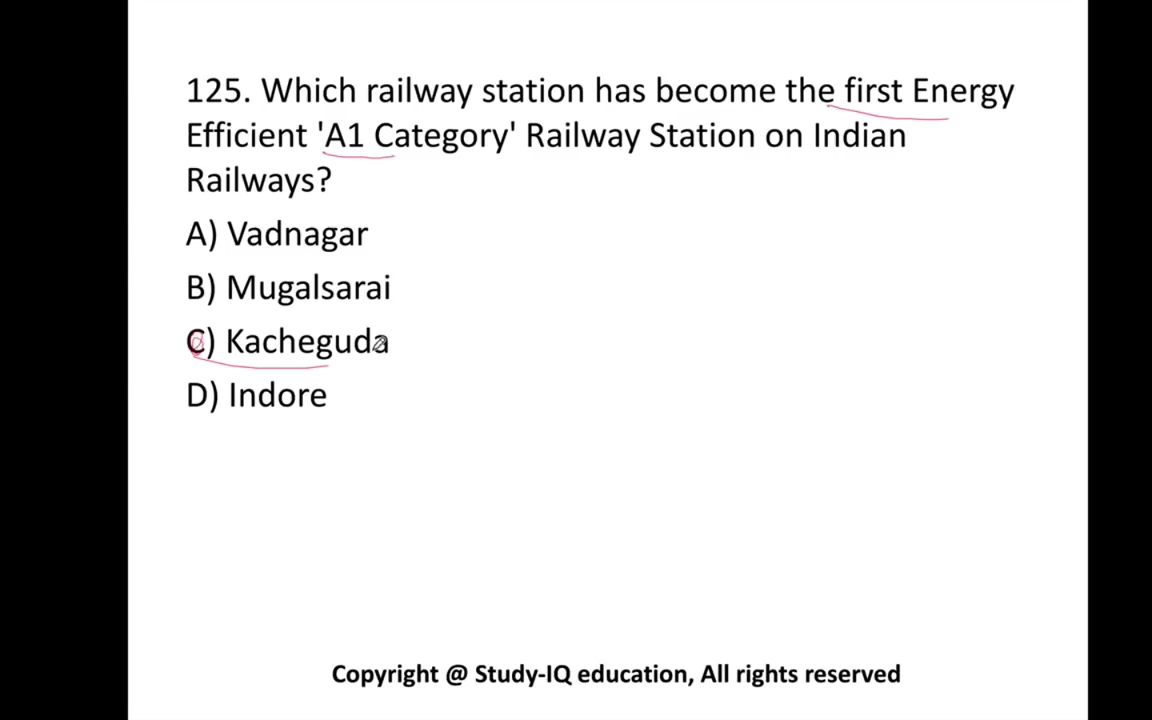 125. Which railway station has become the first Energy
Efficient 'A1 Category' Railway Station on Indian
Railways?
A) Vadnagar
B) Mugalsarai
C) Kacheguda
D) Indore
Copyright @ Study-IQ education, All rights reserved